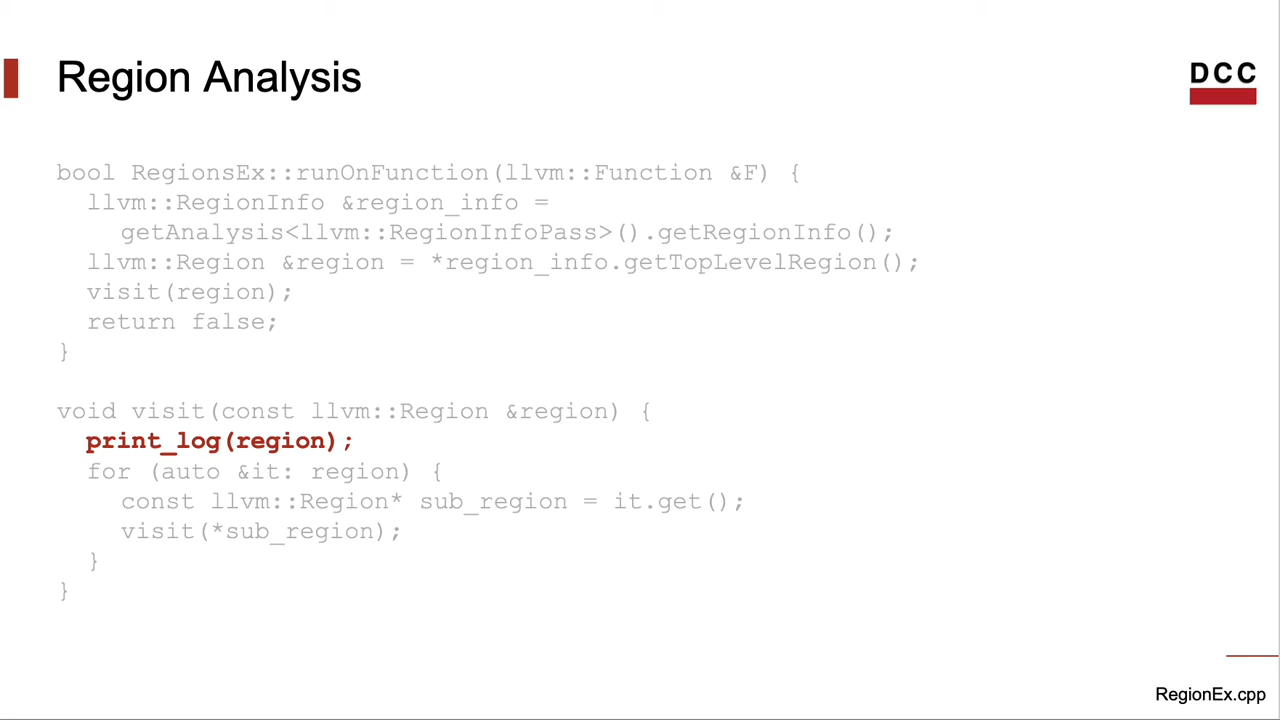 Region Analysis
DCC
bool RegionsEx::runOnFunction(llvm::Function &F) {
  llvm::RegionInfo &region_info =
    getAnalysis<llvm::RegionInfoPass>().getRegionInfo();
  llvm::Region &region = *region_info.getTopLevelRegion();
  visit(region);
  return false;
}
void visit(const llvm::Region &region) {
  print_log(region);
  for (auto &it: region) {
    const llvm::Region* sub_region = it.get();
    visit(*sub_region);
  }
}
RegionEx.cpp